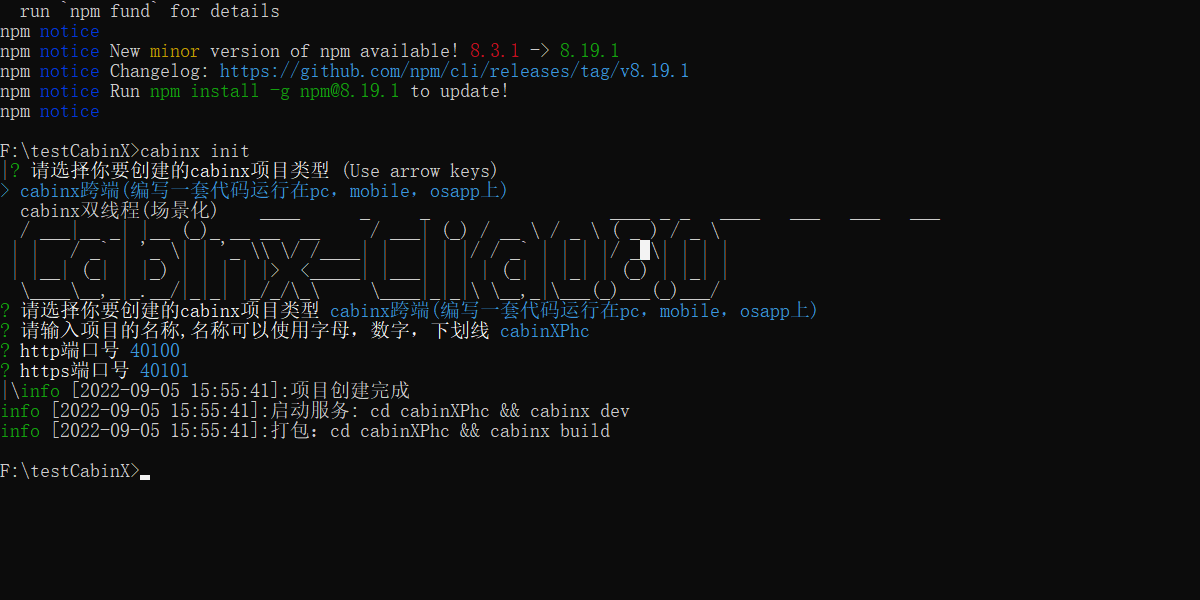 run `npm fund` for details
npm notice
npm notice New minor version of npm available! 8.3.1 -> 8.19.1
npm notice Changelog: https://github.com/npm/cli/releases/tag/v8.19.1
npm notice Run npm install -g npm@8.19.1 to update!
npm notice
F:\testCabinX>cabinx init
|? 请选择你要创建的cabinx项目类型 (Use arrow keys)
> cabinx跨端(编写一套代码运行在pc，mobile，osapp上)
cabinx双线程(场景化)
? 请选择你要创建的cabinx项目类型 cabinx跨端(编写一套代码运行在pc，mobile，osapp上)
? 请输入项目的名称,名称可以使用字母，数字，下划线 cabinXPhc
? http端口号 40100
? https端口号 40101
|\info [2022-09-05 15:55:41]:项目创建完成
info [2022-09-05 15:55:41]:启动服务: cd cabinXPhc && cabinx dev
info [2022-09-05 15:55:41]:打包：cd cabinXPhc && cabinx build
F:\testCabinX>